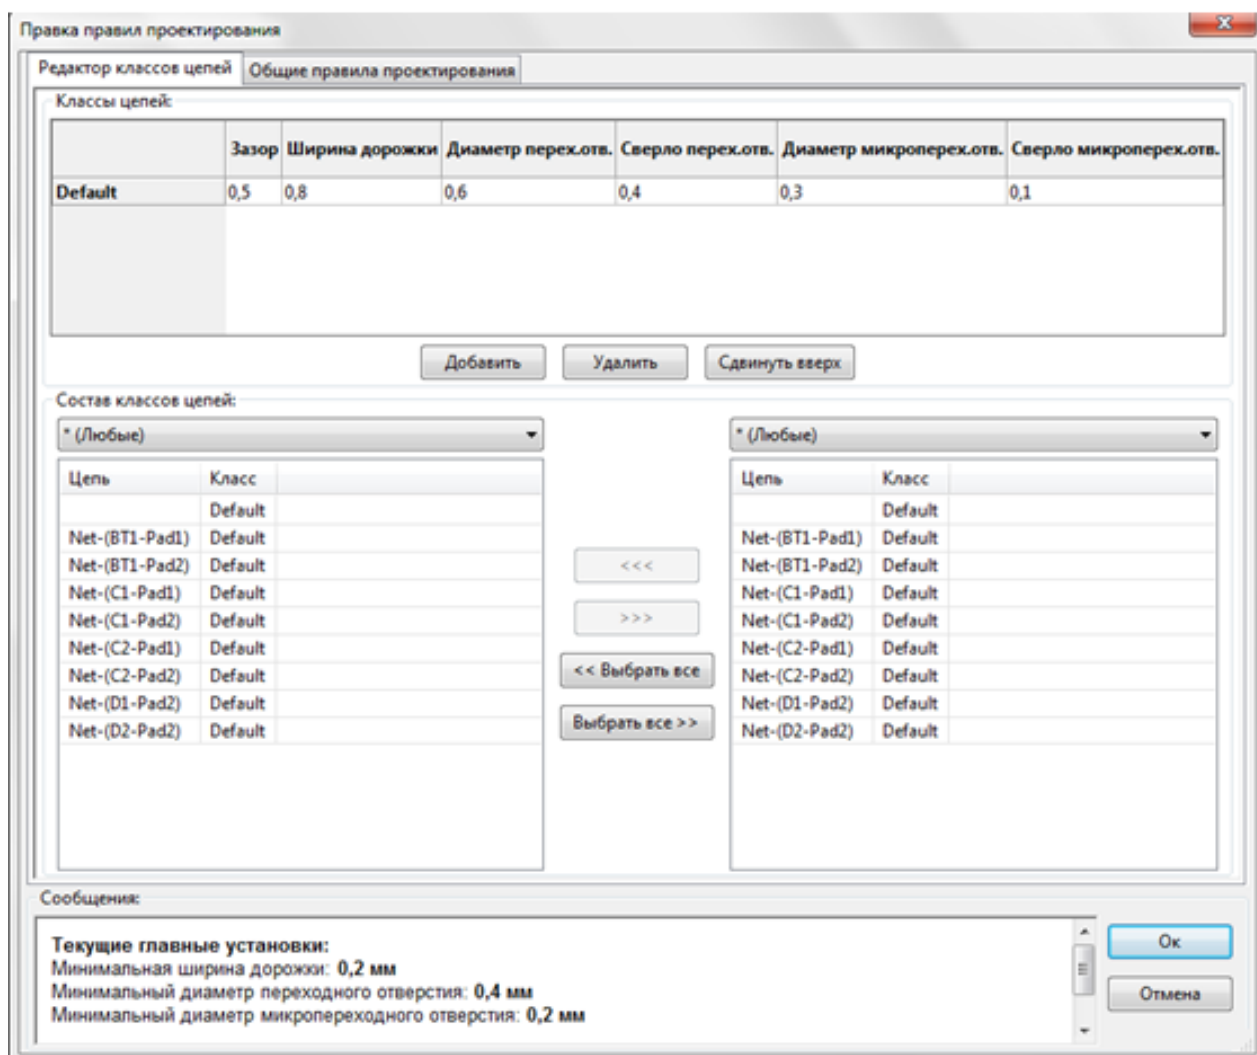 Правка правил проектирования
Редактор классов цепей Общие правила проектирования
Классы цепей:
Зазор Ширина дорожки Диаметр перех.отв. Сверло перех.отв. Диаметр микроперех.отв. Сверло микроперех.отв.
Default 0,5 0,8 0,6 0,4 0,3 0,1
Добавить Удалить Сдвинуть вверх
Состав классов цепей:
* (Любые) * (Любые)
Цепь Класс Цепь Класс
Default Default
Net-(BT1-Pad1) Default Net-(BT1-Pad1) Default
Net-(BT1-Pad2) Default <<< Net-(BT1-Pad2) Default
Net-(C1-Pad1) Default Net-(C1-Pad1) Default
Net-(C1-Pad2) Default >>> Net-(C1-Pad2) Default
Net-(C2-Pad1) Default Net-(C2-Pad1) Default
Net-(C2-Pad2) Default << Выбрать все Net-(C2-Pad2) Default
Net-(D1-Pad2) Default Net-(D1-Pad2) Default
Net-(D2-Pad2) Default Выбрать все >> Net-(D2-Pad2) Default
Сообщения:
Текущие главные установки:
Минимальная ширина дорожки: 0,2 мм
Минимальный диаметр переходного отверстия: 0,4 мм
Минимальный диаметр микропереходного отверстия: 0,2 мм
Ок
Отмена